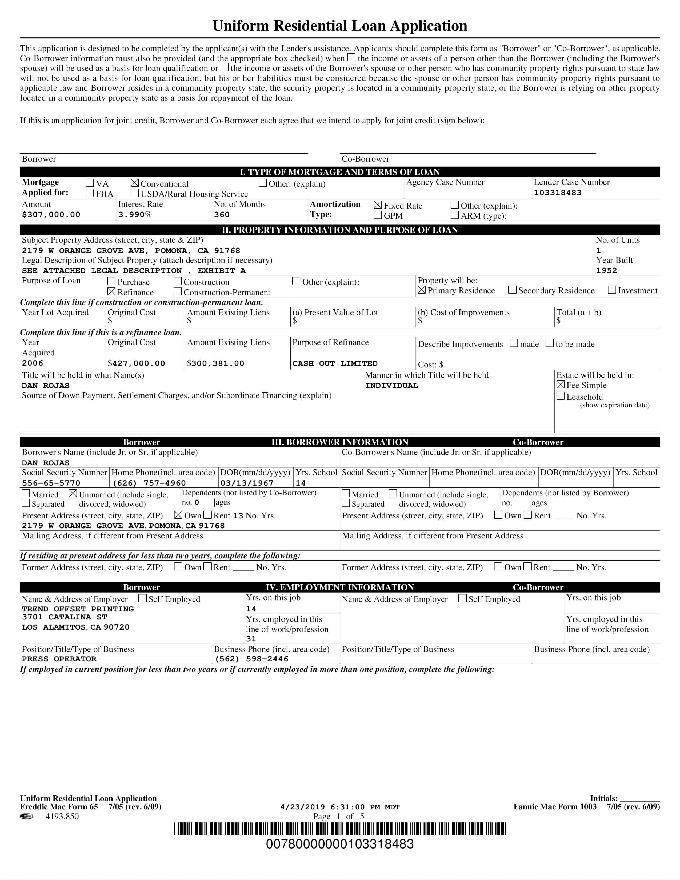 Uniform Residential Loan Application
This application is designed to be completed by the applicant(s) with the Lender's assistance. Applicants should complete this form as "Borrower" or "Co-Borrower", as applicable.
Co-Borrower information must also be provided (and the appropriate box checked) when ☐ the income or assets of a person other than the Borrower (including the Borrower's
spouse) will be used as a basis for loan qualification or ☐ the income or assets of the Borrower's spouse or other person who has community property rights pursuant to state law
will not be used as a basis for loan qualification, but his or her liabilities must be considered because the spouse or other person has community property rights pursuant to
applicable law and Borrower resides in a community property state, the security property is located in a community property state, or the Borrower is relying on other property
located in a community property state as a basis for repayment of the loan.
If this is an application for joint credit, Borrower and Co-Borrower each agree that we intend to apply for joint credit (sign below):
Borrower Co-Borrower
I. TYPE OF MORTGAGE AND TERMS OF LOAN
Mortgage Applied for: ☐ VA ☒ Conventional ☐ Other: (explain) Agency Case Number Lender Case Number
☐ FHA ☐ USDA/Rural Housing Service 103318483
Amount Interest Rate No. of Months Amortization Type: ☒ Fixed Rate ☐ Other (explain):
$307,000.00 3.990% 360 ☐ GPM ☐ ARM (type):
II. PROPERTY INFORMATION AND PURPOSE OF LOAN
Subject Property Address (street, city, state & ZIP) No. of Units
2179 W ORANGE GROVE AVE, POMONA, CA 91768 1
Legal Description of Subject Property (attach description if necessary) Year Built
SEE ATTACHED LEGAL DESCRIPTION , EXHIBIT A 1952
Purpose of Loan ☐ Purchase ☐ Construction ☐ Other (explain): Property will be:
☒ Refinance ☐ Construction-Permanent ☒ Primary Residence ☐ Secondary Residence ☐ Investment
Complete this line if construction or construction-permanent loan.
Year Lot Acquired Original Cost Amount Existing Liens (a) Present Value of Lot (b) Cost of Improvements Total (a + b)
$ $ $ $ $
Complete this line if this is a refinance loan.
Year Acquired Original Cost Amount Existing Liens Purpose of Refinance Describe Improvements ☐ made ☐ to be made
2006 $427,000.00 $300,381.00 CASH OUT LIMITED Cost: $
Title will be held in what Name(s) Manner in which Title will be held Estate will be held in:
DAN ROJAS INDIVIDUAL ☒ Fee Simple
Source of Down Payment, Settlement Charges, and/or Subordinate Financing (explain) ☐ Leasehold
(show expiration date)
Borrower III. BORROWER INFORMATION Co-Borrower
Borrower's Name (include Jr. or Sr. if applicable) Co-Borrower's Name (include Jr. or Sr. if applicable)
DAN ROJAS
Social Security Number Home Phone(incl. area code) DOB(mm/dd/yyyy) Yrs. School Social Security Number Home Phone(incl. area code) DOB(mm/dd/yyyy) Yrs. School
556-65-5770 (626) 757-4960 03/13/1967 14
☐ Married ☒ Unmarried (include single, Dependents (not listed by Co-Borrower) ☐ Married ☐ Unmarried (include single, Dependents (not listed by Borrower)
☐ Separated divorced, widowed) no. 0 ages ☐ Separated divorced, widowed) no. ages
Present Address (street, city, state, ZIP) ☒ Own ☐ Rent 13 No. Yrs. Present Address (street, city, state, ZIP) ☐ Own ☐ Rent ____ No. Yrs.
2179 W ORANGE GROVE AVE, POMONA, CA 91768
Mailing Address, if different from Present Address Mailing Address, if different from Present Address
If residing at present address for less than two years, complete the following:
Former Address (street, city, state, ZIP) ☐ Own ☐ Rent ____ No. Yrs. Former Address (street, city, state, ZIP) ☐ Own ☐ Rent ____ No. Yrs.
Borrower IV. EMPLOYMENT INFORMATION Co-Borrower
Name & Address of Employer ☐ Self Employed Yrs. on this job Name & Address of Employer ☐ Self Employed Yrs. on this job
TREND OFFSET PRINTING 14
3701 CATALINA ST Yrs. employed in this Yrs. employed in this
LOS ALAMITOS, CA 90720 line of work/profession line of work/profession
31
Position/Title/Type of Business Business Phone (incl. area code) Position/Title/Type of Business Business Phone (incl. area code)
PRESS OPERATOR (562) 598-2446
If employed in current position for less than two years or if currently employed in more than one position, complete the following:
Uniform Residential Loan Application Initials: ________
Freddie Mac Form 65 7/05 (rev. 6/09) 4/23/2019 6:31:00 PM MDT Fannie Mae Form 1003 7/05 (rev. 6/09)
4193.850 Page 1 of 5
00780000000103318483